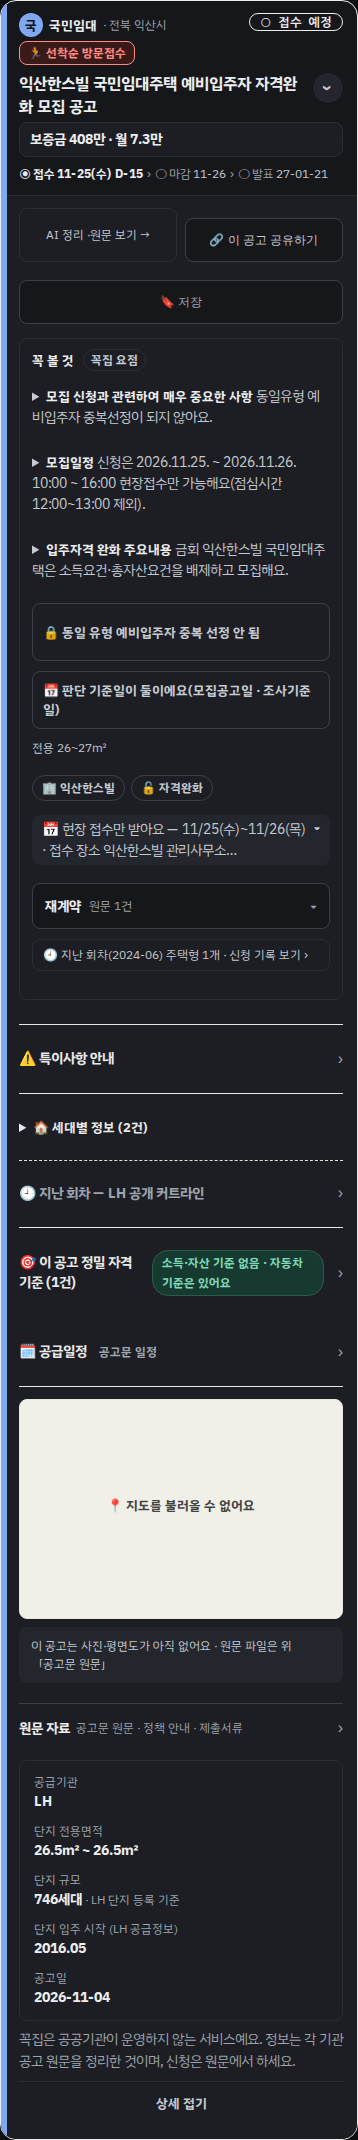 국 국민임대 · 전북 익산시 ○ 접수 예정
🏃 선착순 방문접수
익산한스빌 국민임대주택 예비입주자 자격완
화 모집 공고
보증금 408만 · 월 7.3만
◉ 접수 11-25(수) D-15 › ○ 마감 11-26 › ○ 발표 27-01-21
AI 정리 ·원문 보기 →
🔗 이 공고 공유하기
🔖 저장
꼭 볼 것 꼭집 요점
▶ 모집 신청과 관련하여 매우 중요한 사항 동일유형 예
비입주자 중복선정이 되지 않아요.
▶ 모집일정 신청은 2026.11.25. ~ 2026.11.26.
10:00 ~ 16:00 현장접수만 가능해요(점심시간
12:00~13:00 제외).
▶ 입주자격 완화 주요내용 금회 익산한스빌 국민임대주
택은 소득요건·총자산요건을 배제하고 모집해요.
🔒 동일 유형 예비입주자 중복 선정 안 됨
📅 판단 기준일이 둘이에요(모집공고일 · 조사기준
일)
전용 26~27m²
🏢 익산한스빌 🔓 자격완화
📅 현장 접수만 받아요 — 11/25(수)~11/26(목)
· 접수 장소 익산한스빌 관리사무소…
재계약 원문 1건
🕘 지난 회차(2024-06) 주택형 1개 · 신청 기록 보기 ›
⚠️ 특이사항 안내 ›
▶ 🏠 세대별 정보 (2건)
🕘 지난 회차 — LH 공개 커트라인 ›
🎯 이 공고 정밀 자격
기준 (1건)
소득·자산 기준 없음 · 자동차
기준은 있어요 ›
🗓️ 공급일정 공고문 일정 ›
📍 지도를 불러올 수 없어요
이 공고는 사진·평면도가 아직 없어요 · 원문 파일은 위
「공고문 원문」
원문 자료 공고문 원문 · 정책 안내 · 제출서류 ›
공급기관
LH
단지 전용면적
26.5m² ~ 26.5m²
단지 규모
746세대 · LH 단지 등록 기준
단지 입주 시작 (LH 공급정보)
2016.05
공고일
2026-11-04
꼭집은 공공기관이 운영하지 않는 서비스예요. 정보는 각 기관
공고 원문을 정리한 것이며, 신청은 원문에서 하세요.
상세 접기